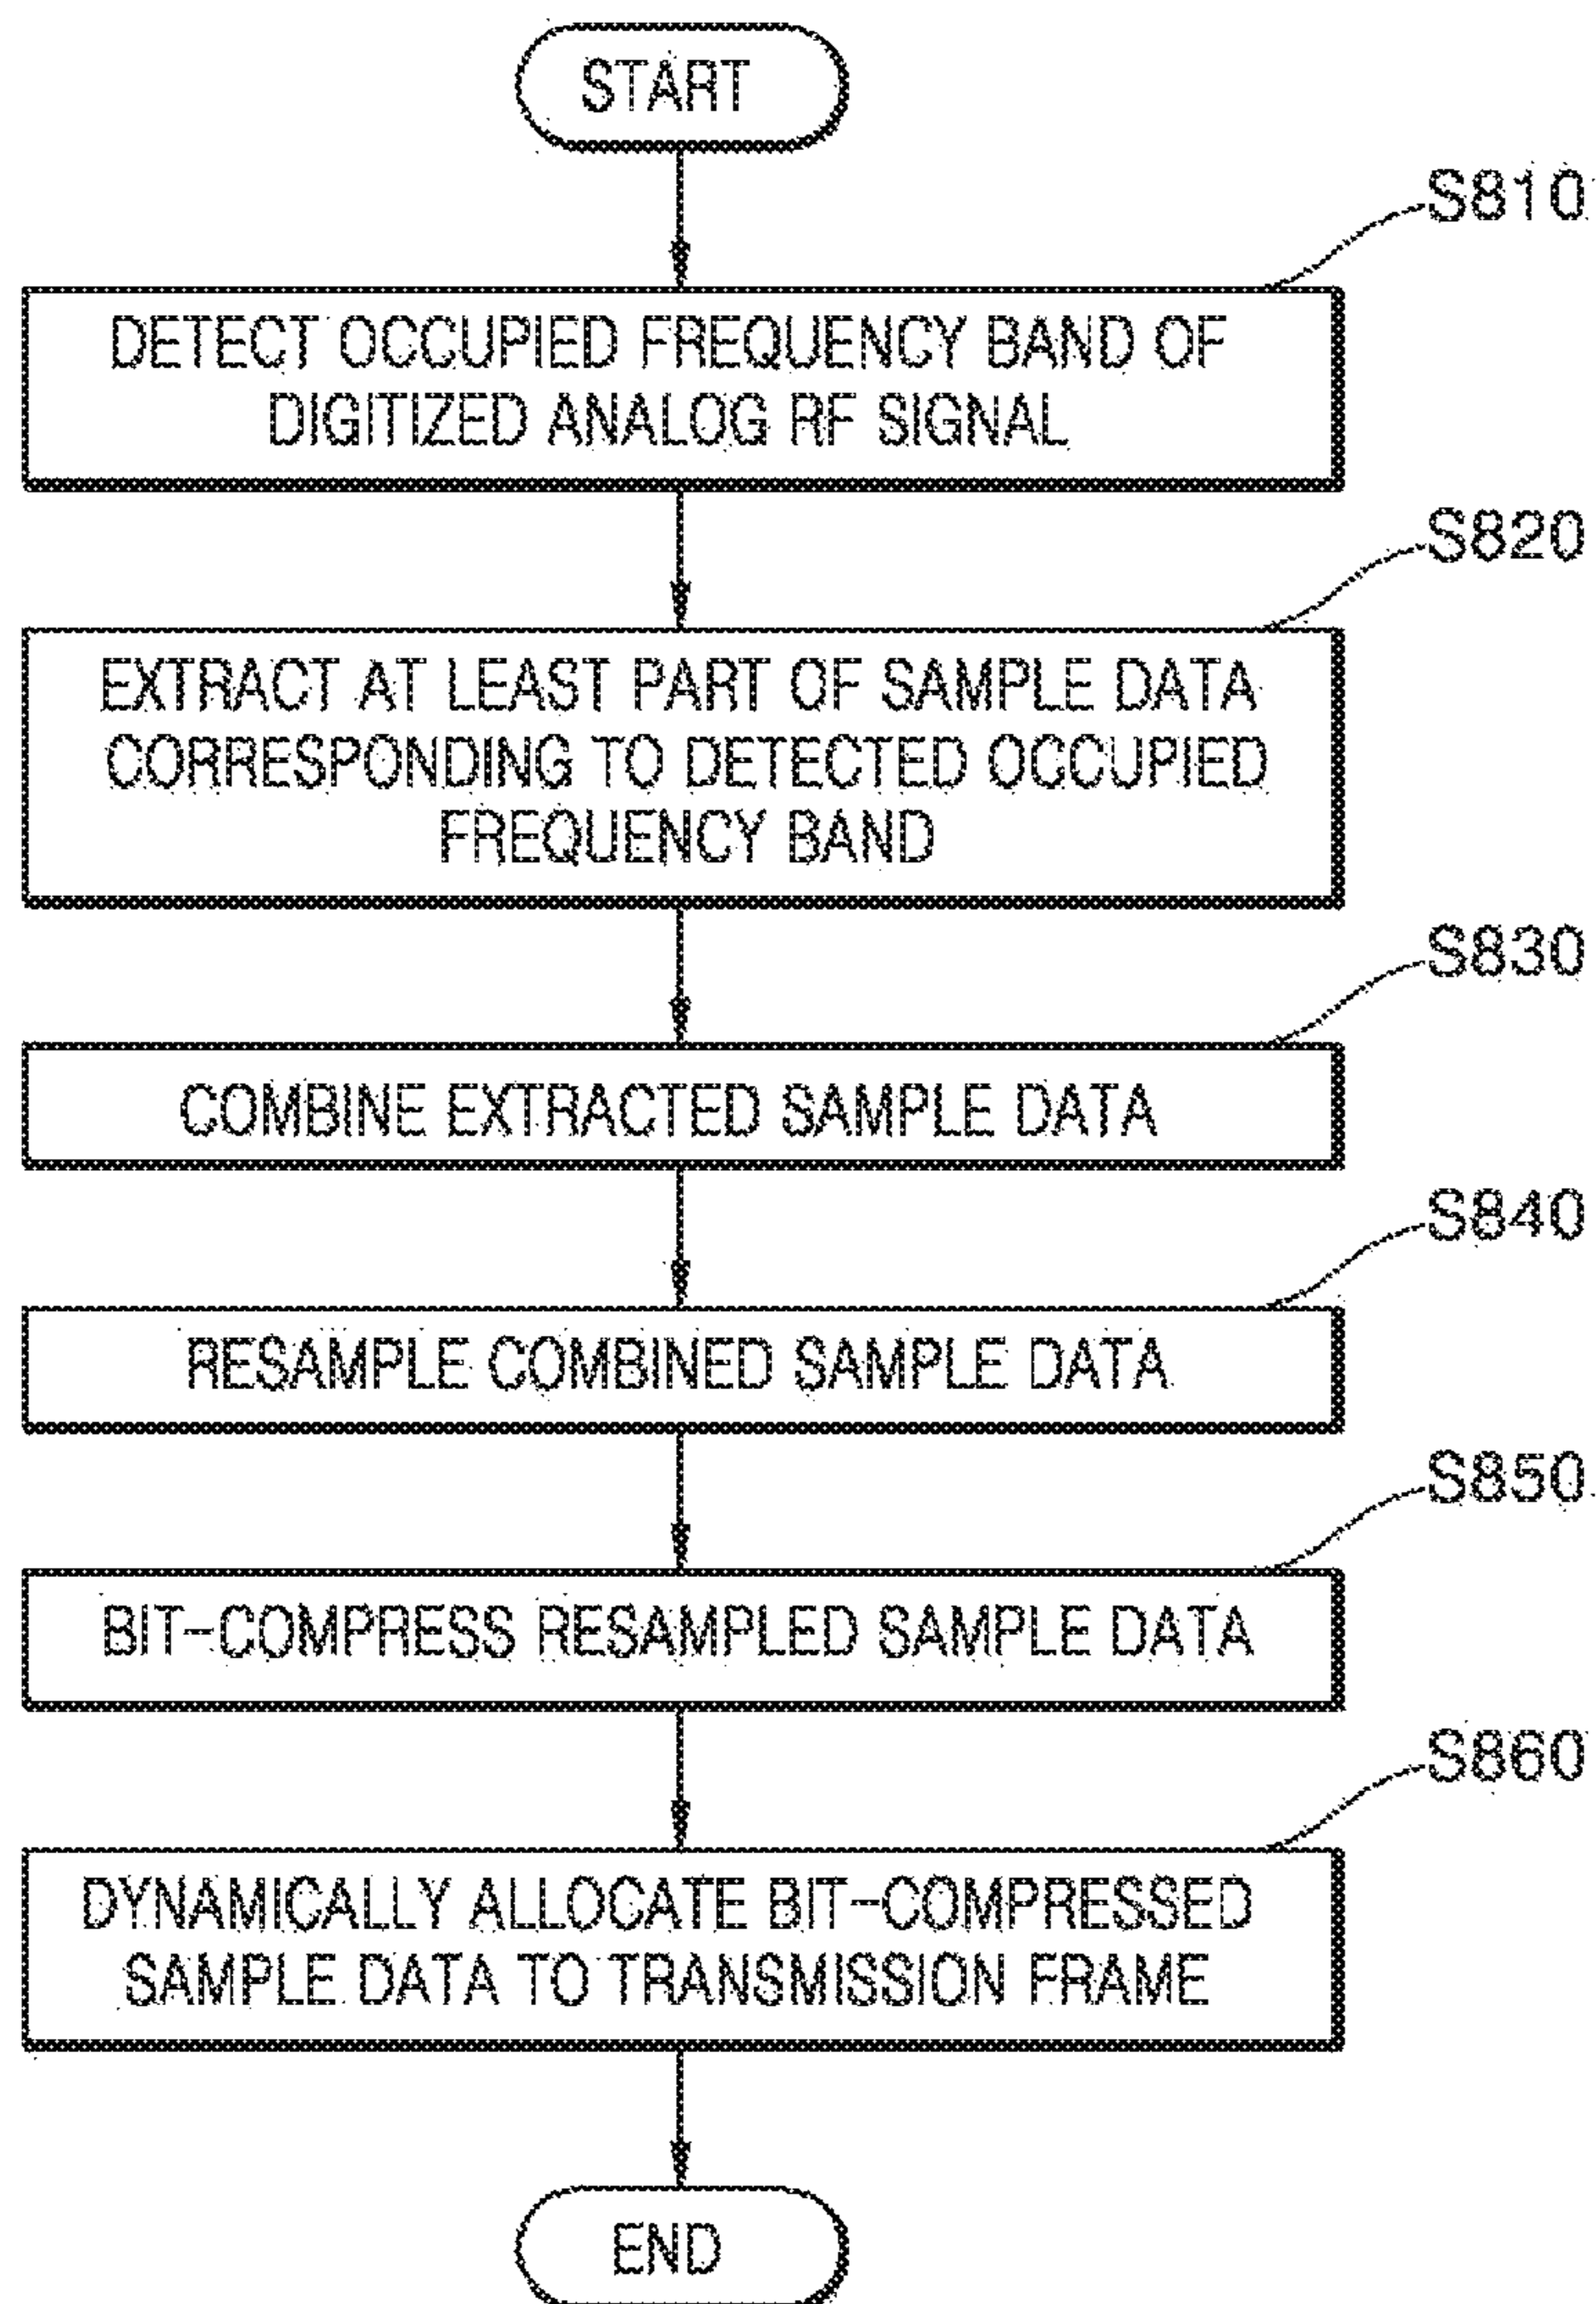 START
S810
DETECT OCCUPIED FREQUENCY BAND OF
DIGITIZED ANALOG RF SIGNAL
S820
EXTRACT AT LEAST PART OF SAMPLE DATA
CORRESPONDING TO DETECTED OCCUPIED
FREQUENCY BAND
S830
COMBINE EXTRACTED SAMPLE DATA
S840
RESAMPLE COMBINED SAMPLE DATA
S850
BIT-COMPRESS RESAMPLED SAMPLE DATA
S860
DYNAMICALLY ALLOCATE BIT-COMPRESSED
SAMPLE DATA TO TRANSMISSION FRAME
END